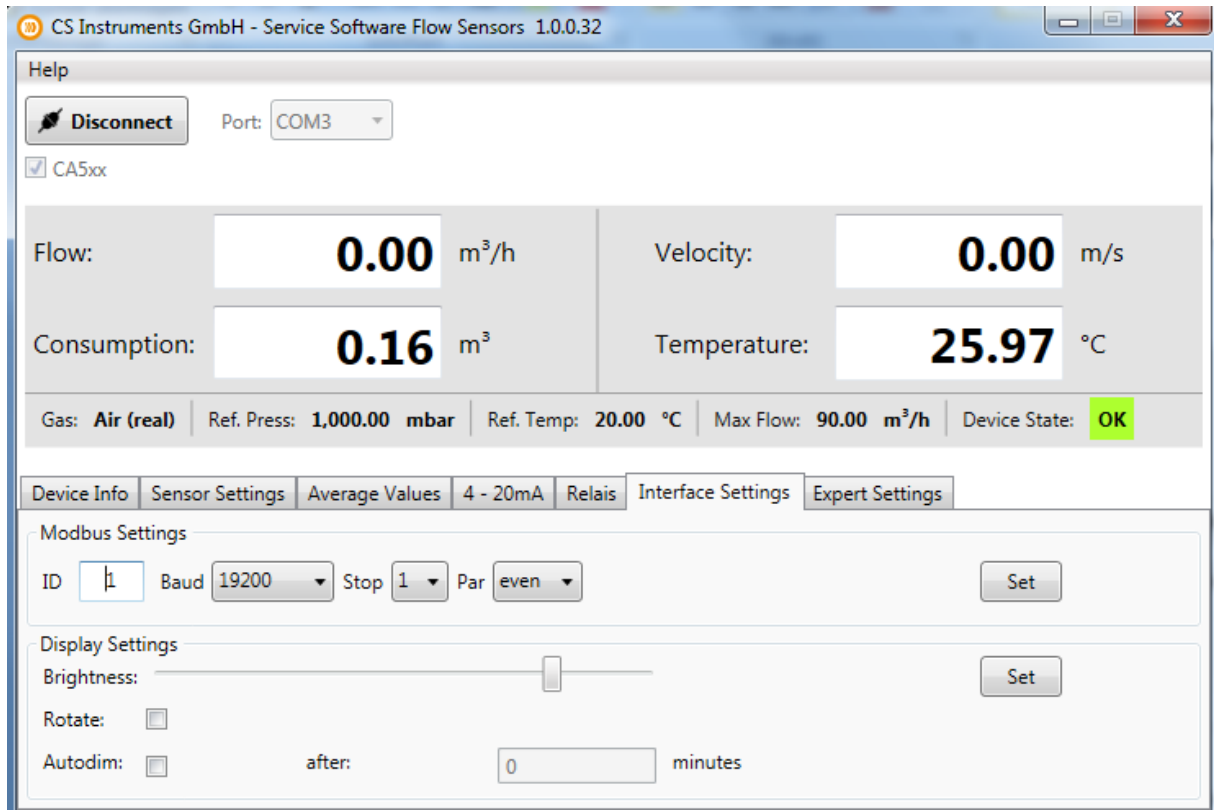 CS Instruments GmbH - Service Software Flow Sensors 1.0.0.32
Help
Disconnect Port: COM3
CA5xx
Flow: 0.00 m³/h Velocity: 0.00 m/s
Consumption: 0.16 m³ Temperature: 25.97 °C
Gas: Air (real) Ref. Press: 1,000.00 mbar Ref. Temp: 20.00 °C Max Flow: 90.00 m³/h Device State: OK
Device Info Sensor Settings Average Values 4 - 20mA Relais Interface Settings Expert Settings
Modbus Settings
ID 1 Baud 19200 Stop 1 Par even Set
Display Settings
Brightness: Set
Rotate:
Autodim: after: 0 minutes